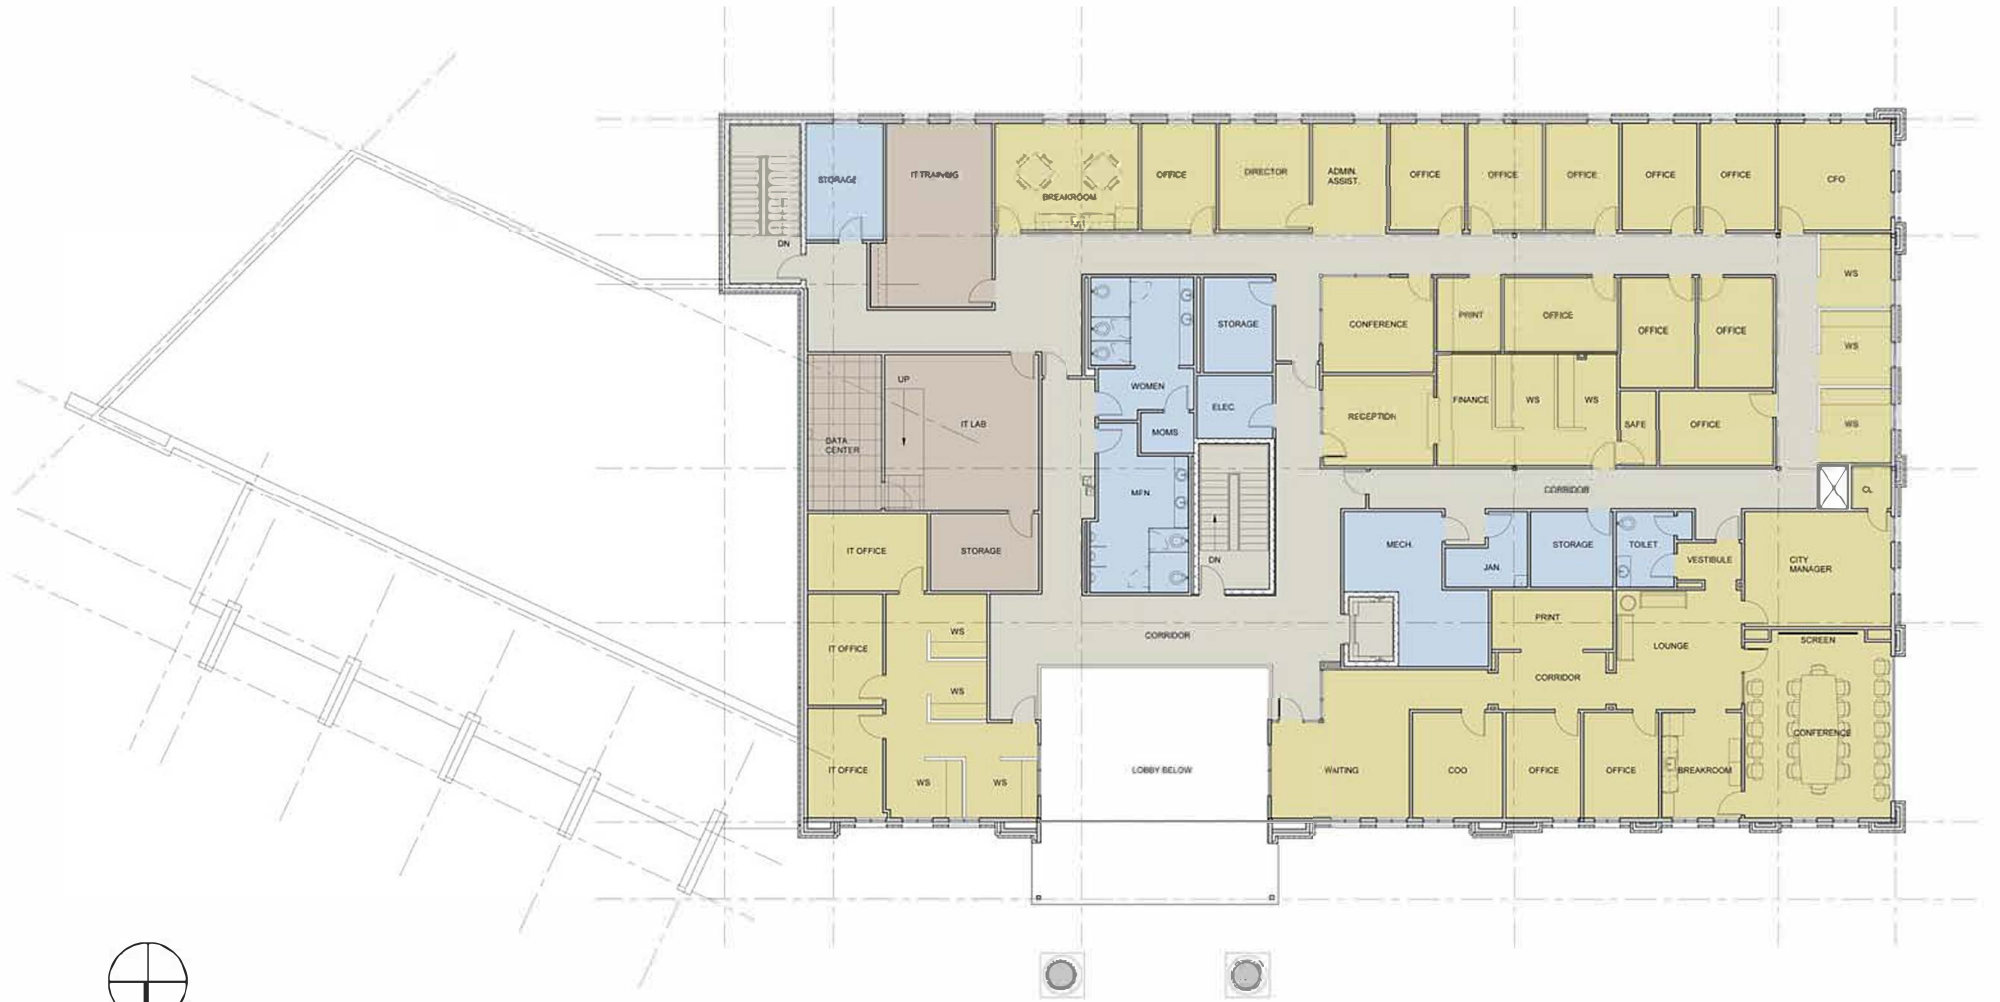 STORAGE
IT TRAINING
BREAKROOM
OFFICE
DIRECTOR
ADMIN.
ASSIST.
OFFICE
OFFICE
OFFICE
OFFICE
OFFICE
CFO
DN
WS
STORAGE
CONFERENCE
PRINT
OFFICE
OFFICE
OFFICE
WS
UP
WOMEN
ELEC.
RECEPTION
FINANCE
WS
WS
SAFE
OFFICE
WS
IT LAB
MOMS
DATA
CENTER
MEN
CORRIDOR
CL
IT OFFICE
STORAGE
DN
MECH.
JAN.
STORAGE
TOILET
VESTIBULE
CITY
MANAGER
WS
CORRIDOR
PRINT
LOUNGE
SCREEN
IT OFFICE
WS
CORRIDOR
CONFERENCE
IT OFFICE
WS
WS
LOBBY BELOW
WAITING
COO
OFFICE
OFFICE
BREAKROOM